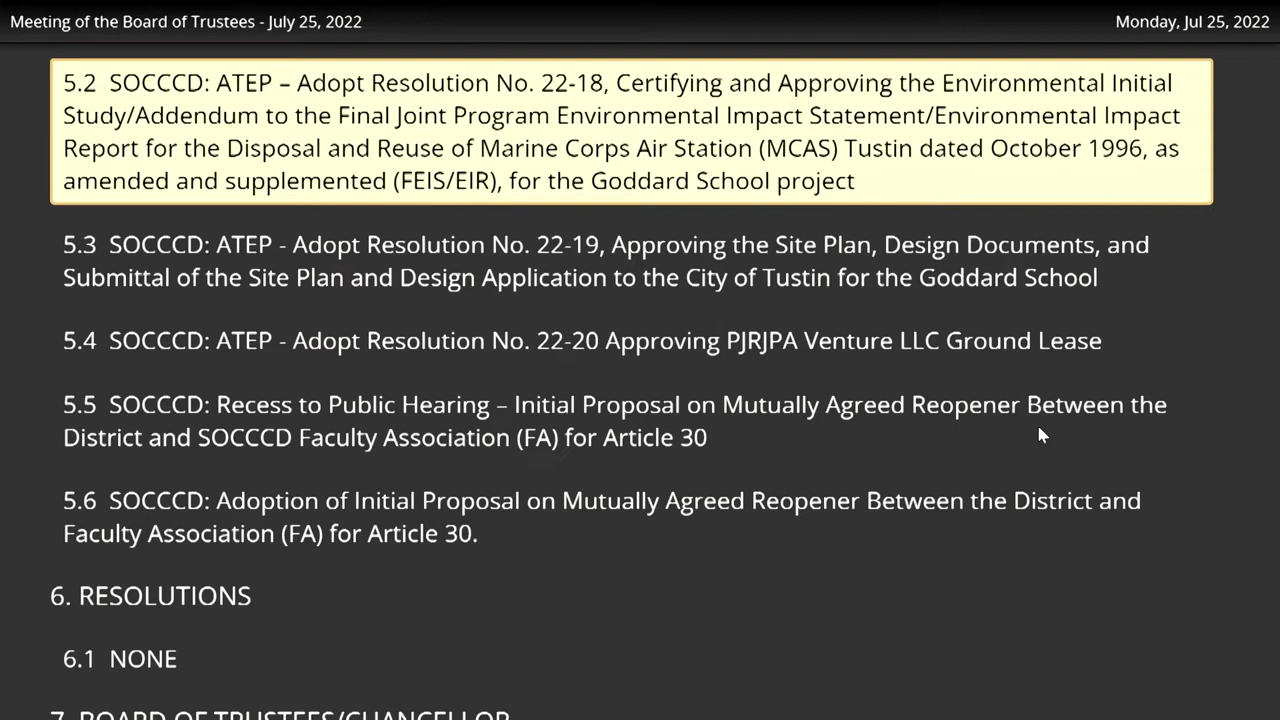 Meeting of the Board of Trustees - July 25, 2022
Monday, Jul 25, 2022
5.2 SOCCCD: ATEP – Adopt Resolution No. 22-18, Certifying and Approving the Environmental Initial
Study/Addendum to the Final Joint Program Environmental Impact Statement/Environmental Impact
Report for the Disposal and Reuse of Marine Corps Air Station (MCAS) Tustin dated October 1996, as
amended and supplemented (FEIS/EIR), for the Goddard School project
5.3 SOCCCD: ATEP - Adopt Resolution No. 22-19, Approving the Site Plan, Design Documents, and
Submittal of the Site Plan and Design Application to the City of Tustin for the Goddard School
5.4 SOCCCD: ATEP - Adopt Resolution No. 22-20 Approving PJRJPA Venture LLC Ground Lease
5.5 SOCCCD: Recess to Public Hearing – Initial Proposal on Mutually Agreed Reopener Between the
District and SOCCCD Faculty Association (FA) for Article 30
5.6 SOCCCD: Adoption of Initial Proposal on Mutually Agreed Reopener Between the District and
Faculty Association (FA) for Article 30.
6. RESOLUTIONS
6.1 NONE
7. BOARD OF TRUSTEES/CHANCELLOR